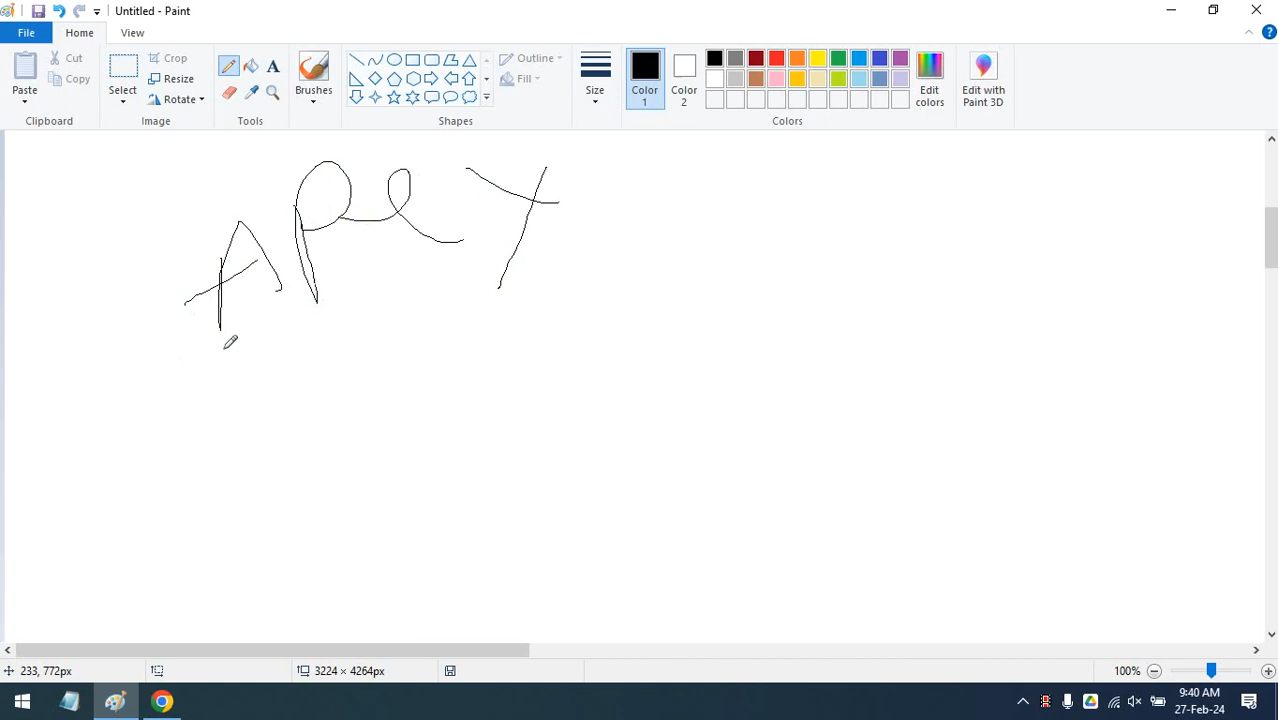 Untitled - Paint
File Home View
Paste Cut Copy Clipboard
Select Crop Resize Rotate Image
Tools
Brushes
Outline Fill Shapes
Size
Color 1 Color 2 Edit colors Colors
Edit with Paint 3D
233, 772px 3224 × 4264px 100%
9:40 AM
27-Feb-24